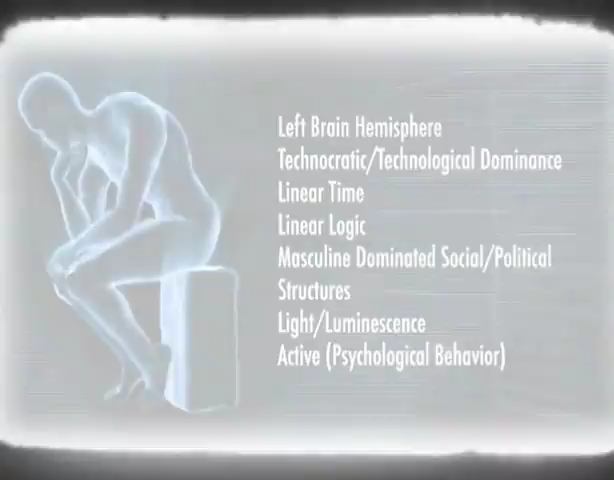 Left Brain Hemisphere
Technocratic/Technological Dominance
Linear Time
Linear Logic
Masculine Dominated Social/Political
Structures
Light/Luminescence
Active (Psychological Behavior)